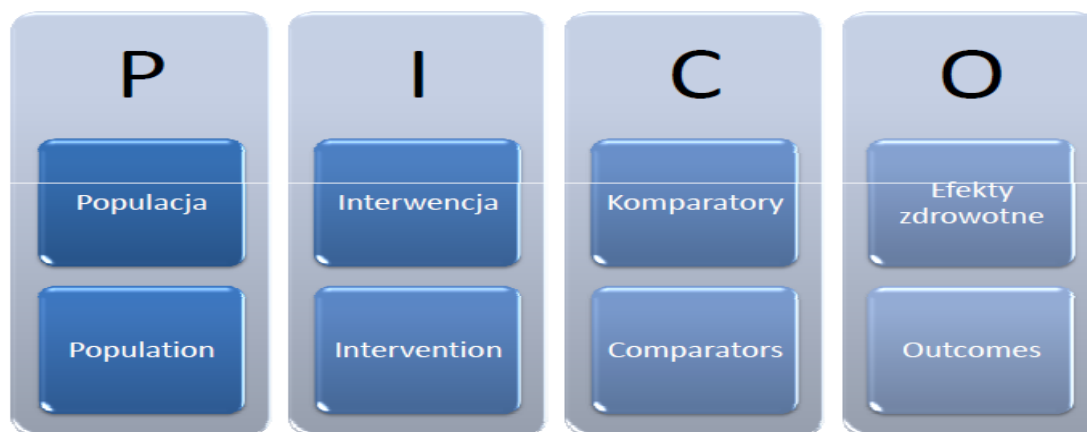 P
Populacja
Population
I
Interwencja
Intervention
C
Komparatory
Comparators
O
Efekty
zdrowotne
Outcomes